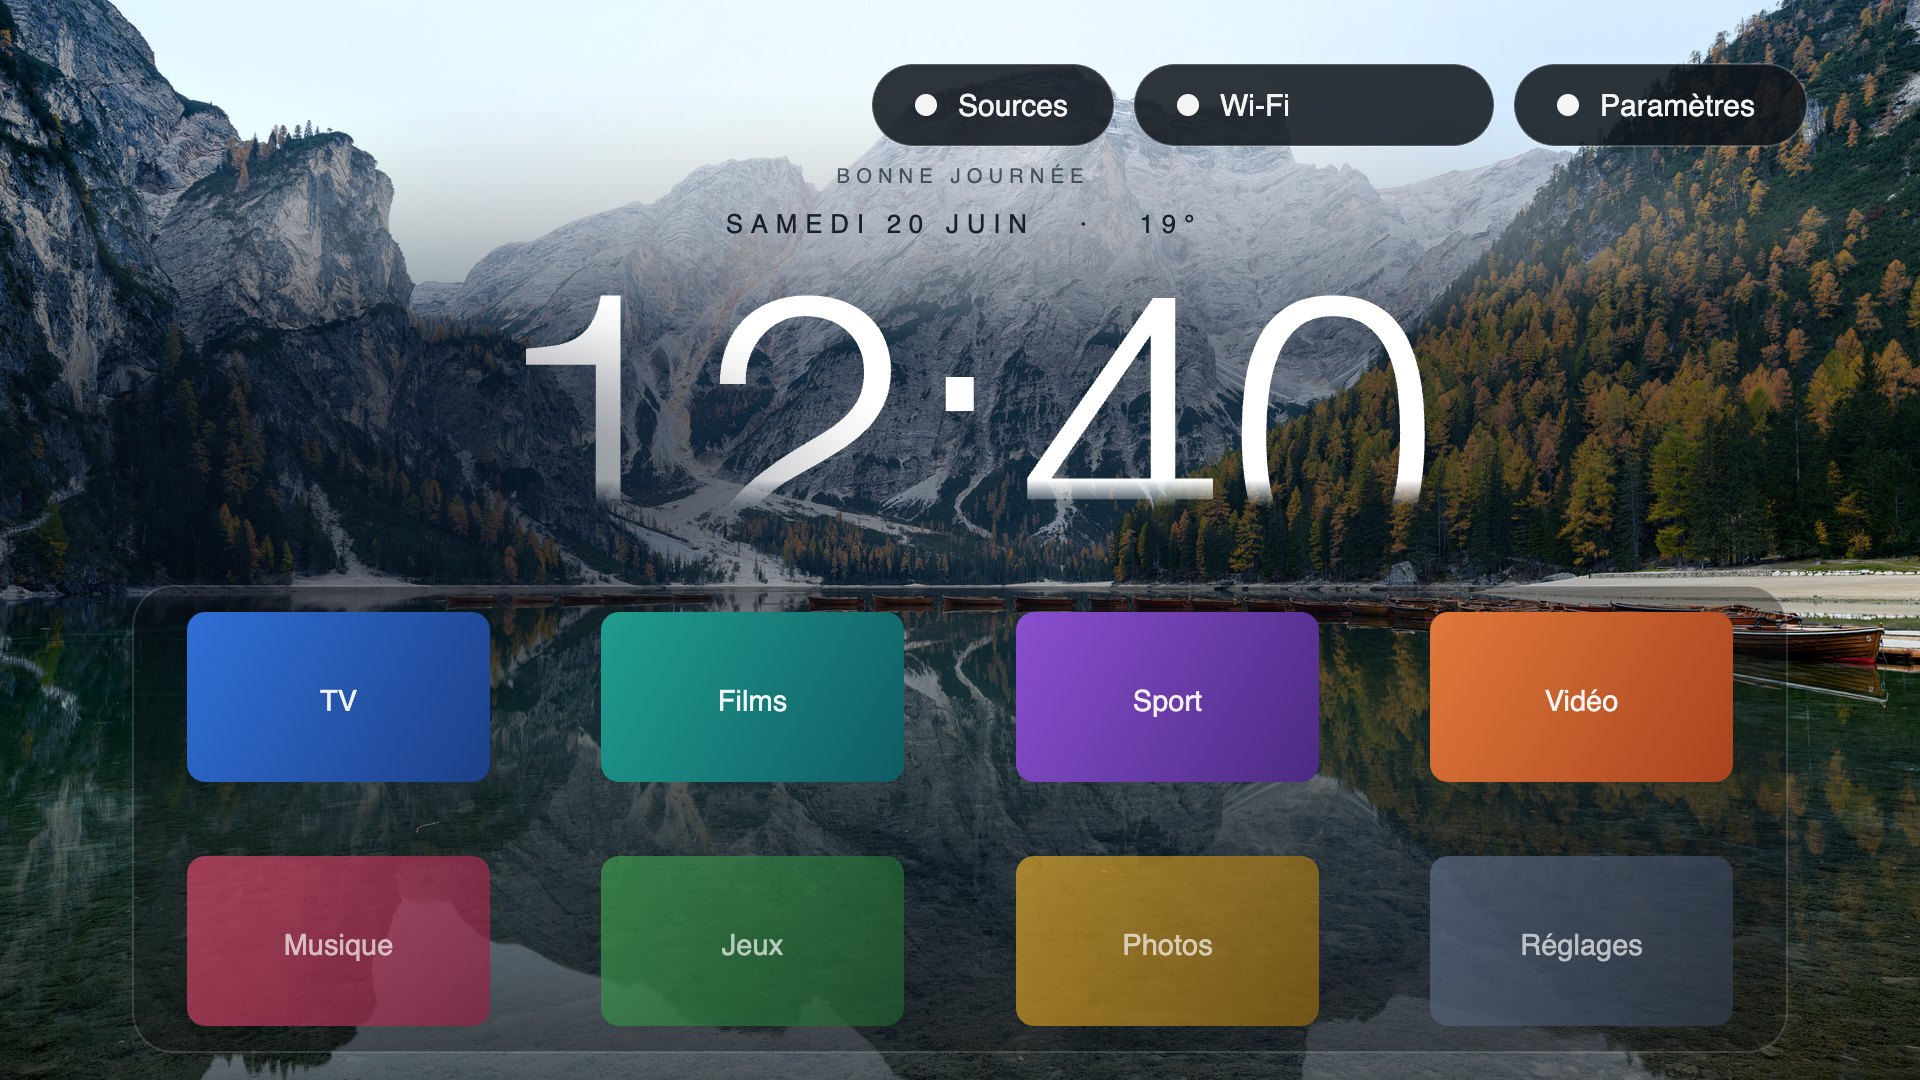 Sources
Wi-Fi
Paramètres
BONNE JOURNÉE
SAMEDI 20 JUIN · 19°
12:40
TV
Films
Sport
Vidéo
Musique
Jeux
Photos
Réglages